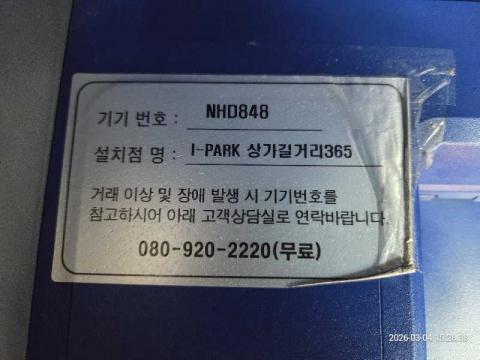 기기 번호 : NHD848
설치점 명 : I-PARK 상가길거리365
거래 이상 및 장애 발생 시 기기번호를
참고하시어 아래 고객상담실로 연락바랍니다.
080-920-2220(무료)
2026-03-04 15:26:38